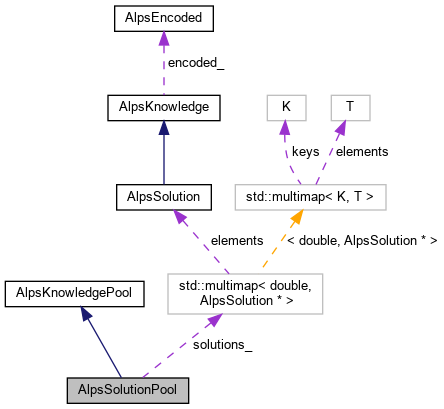 AlpsEncoded
encoded_
AlpsKnowledge
K
T
keys
elements
AlpsSolution
std::multimap< K, T >
elements
< double, AlpsSolution * >
AlpsKnowledgePool
std::multimap< double,
AlpsSolution * >
solutions_
AlpsSolutionPool